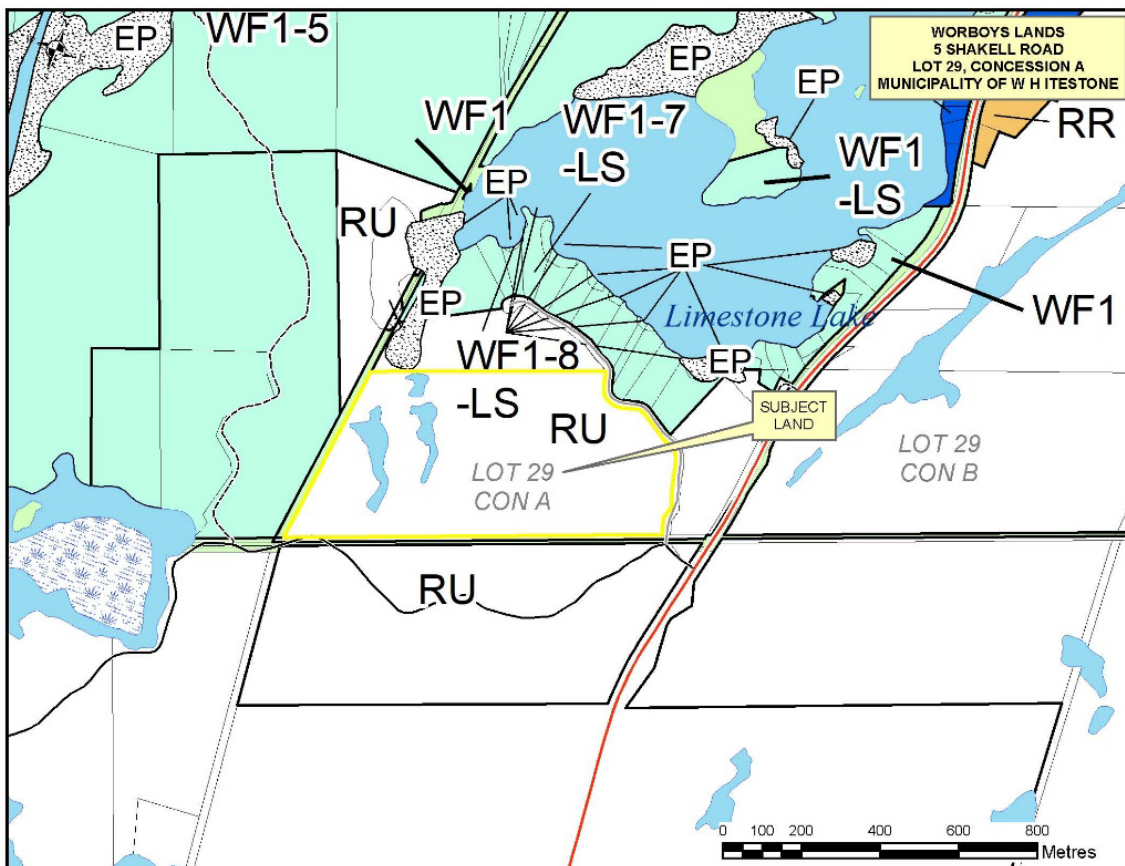 EP
WF1-5
WORBOYS LANDS
5 SHAKELL ROAD
LOT 29, CONCESSION A
MUNICIPALITY OF W H ITESTONE
EP
EP
RR
WF1
WF1-7
-LS
WF1
-LS
EP
RU
EP
EP
WF1
Limestone Lake
WF1-8
-LS
EP
RU
SUBJECT
LAND
LOT 29
CON A
LOT 29
CON B
RU
0 100 200 400 600 800
Metres